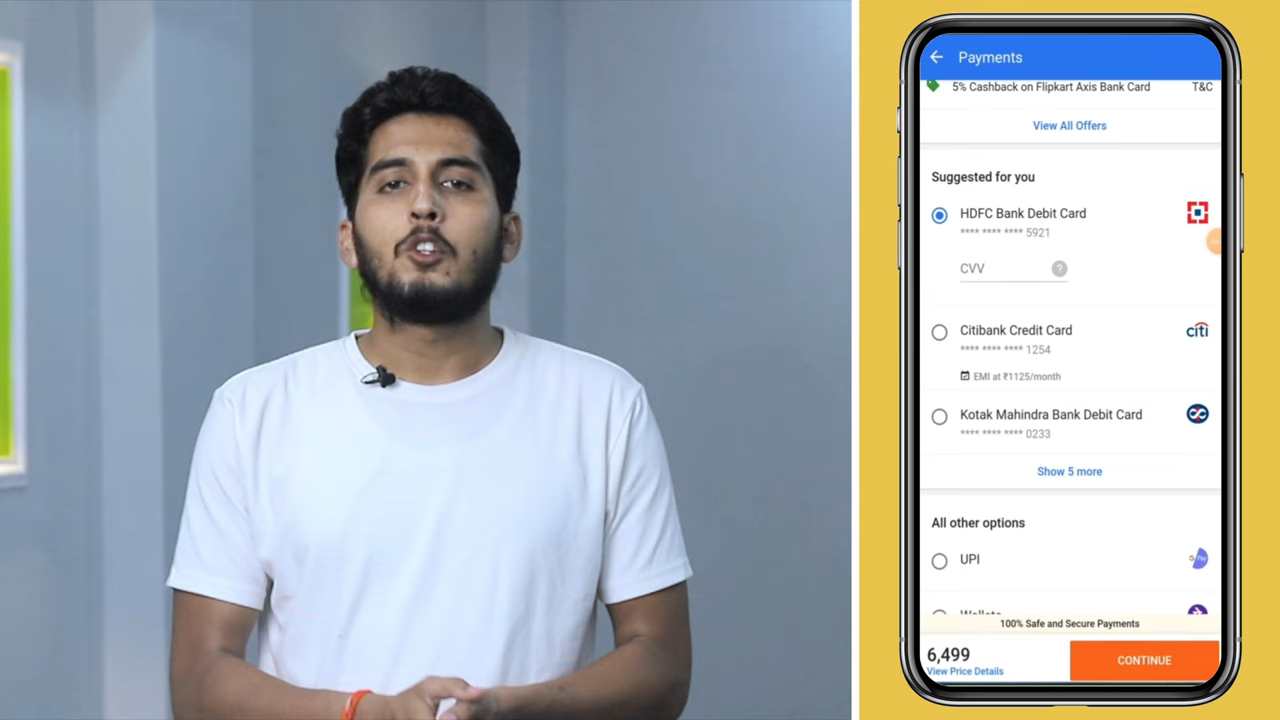 Payments
5% Cashback on Flipkart Axis Bank Card T&C
View All Offers
Suggested for you
HDFC Bank Debit Card
**** **** **** 5921
CVV ?
Citibank Credit Card citi
**** **** **** 1254
EMI at ₹1125/month
Kotak Mahindra Bank Debit Card
**** **** **** 0233
Show 5 more
All other options
UPI G Pay
Wallets
100% Safe and Secure Payments
6,499
View Price Details
CONTINUE